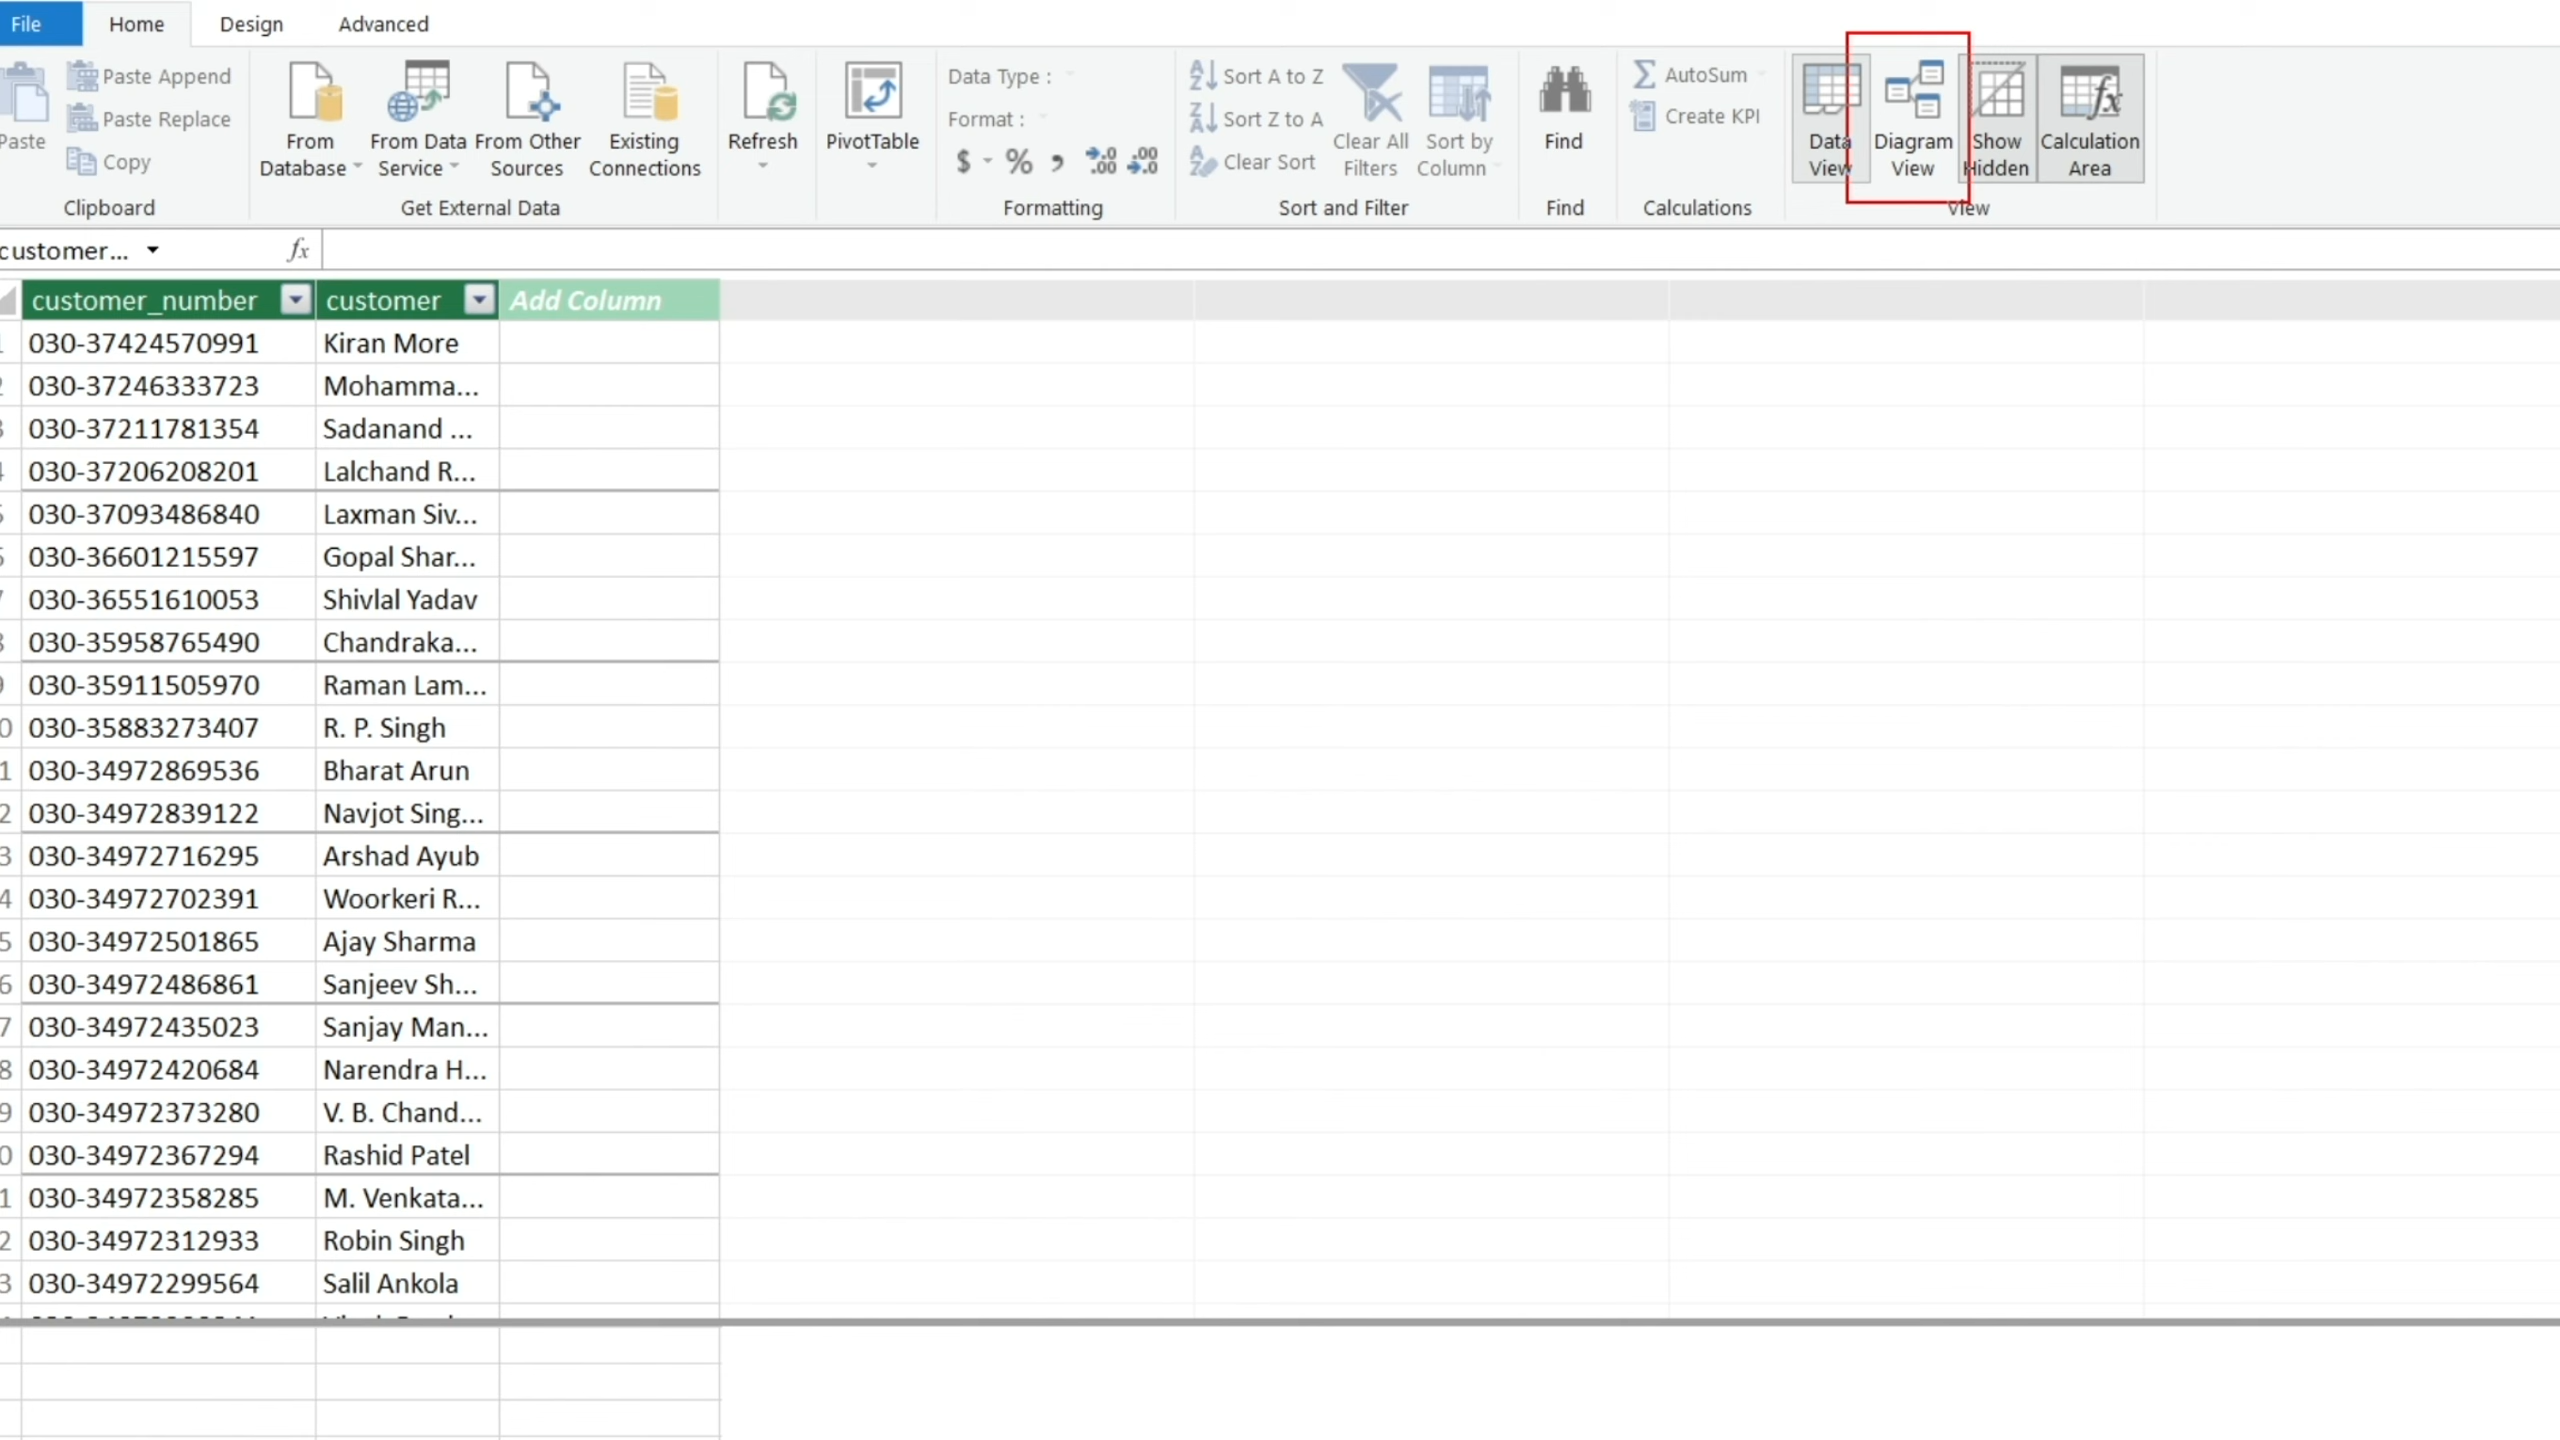 File Home Design Advanced
Paste Append
Paste Replace
Copy
Paste
Clipboard
From Database
From Data Service
From Other Sources
Existing Connections
Get External Data
Refresh
PivotTable
Data Type :
Format :
$ % ,
Formatting
Sort A to Z
Sort Z to A
Clear Sort
Clear All Filters
Sort by Column
Sort and Filter
Find
Find
AutoSum
Create KPI
Calculations
Data View
Diagram View
Show Hidden
Calculation Area
View
customer... fx
customer_number customer Add Column
030-37424570991 Kiran More
030-37246333723 Mohamma...
030-37211781354 Sadanand ...
030-37206208201 Lalchand R...
030-37093486840 Laxman Siv...
030-36601215597 Gopal Shar...
030-36551610053 Shivlal Yadav
030-35958765490 Chandraka...
030-35911505970 Raman Lam...
030-35883273407 R. P. Singh
030-34972869536 Bharat Arun
030-34972839122 Navjot Sing...
030-34972716295 Arshad Ayub
030-34972702391 Woorkeri R...
030-34972501865 Ajay Sharma
030-34972486861 Sanjeev Sh...
030-34972435023 Sanjay Man...
030-34972420684 Narendra H...
030-34972373280 V. B. Chand...
030-34972367294 Rashid Patel
030-34972358285 M. Venkata...
030-34972312933 Robin Singh
030-34972299564 Salil Ankola